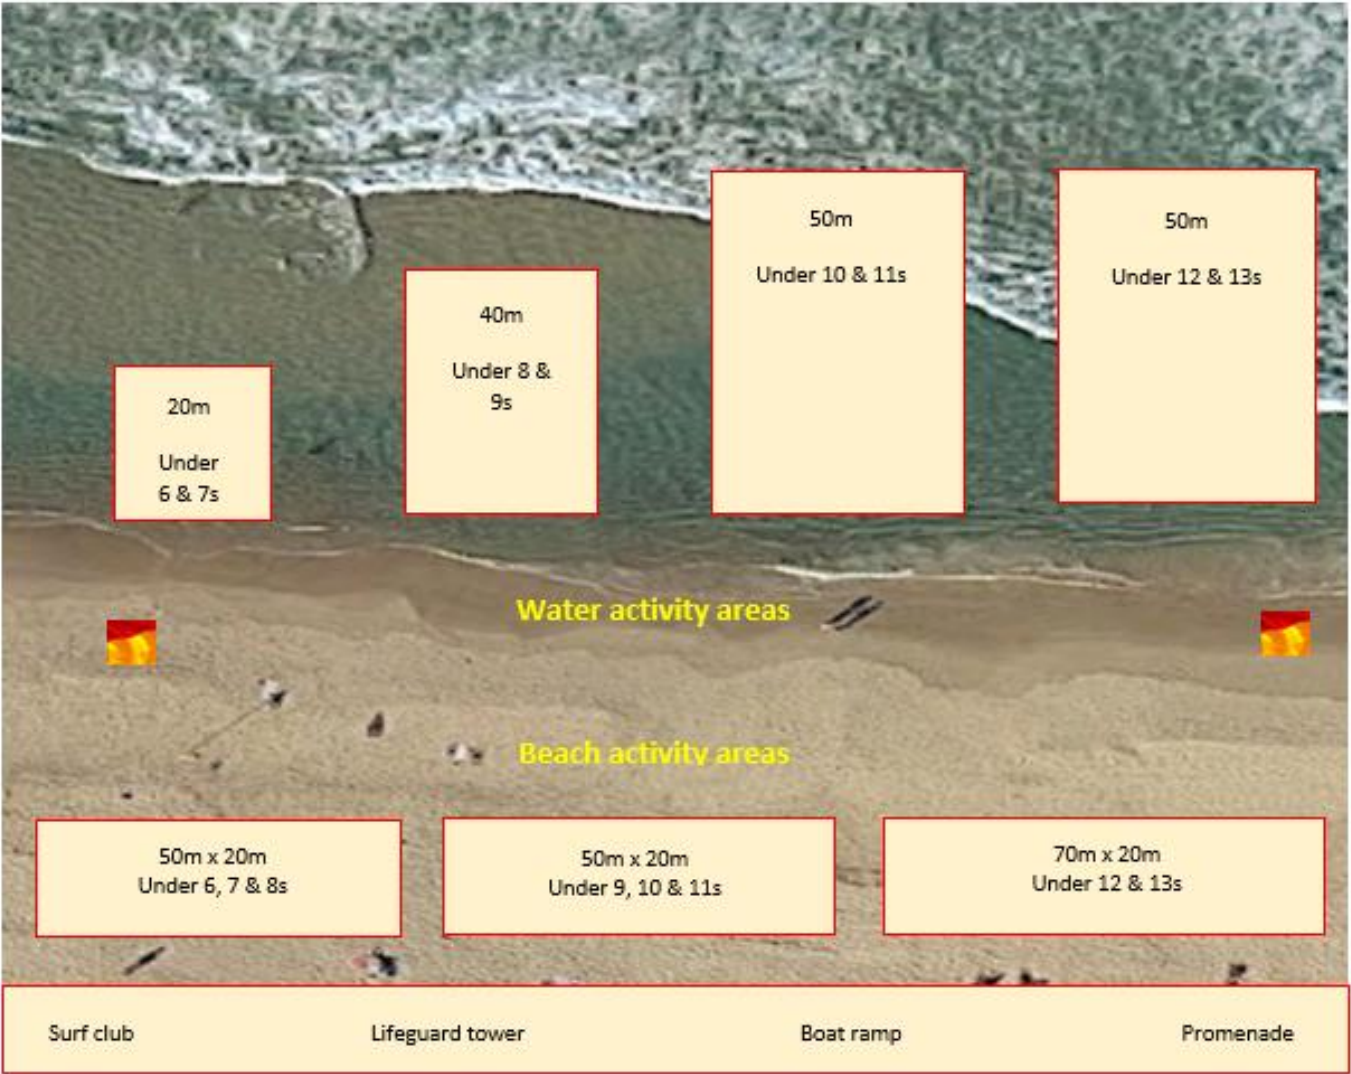 50m
Under 10 & 11s
50m
Under 12 & 13s
40m
Under 8 &
9s
20m
Under
6 & 7s
Water activity areas
Beach activity areas
50m x 20m
Under 6, 7 & 8s
50m x 20m
Under 9, 10 & 11s
70m x 20m
Under 12 & 13s
Surf club
Lifeguard tower
Boat ramp
Promenade